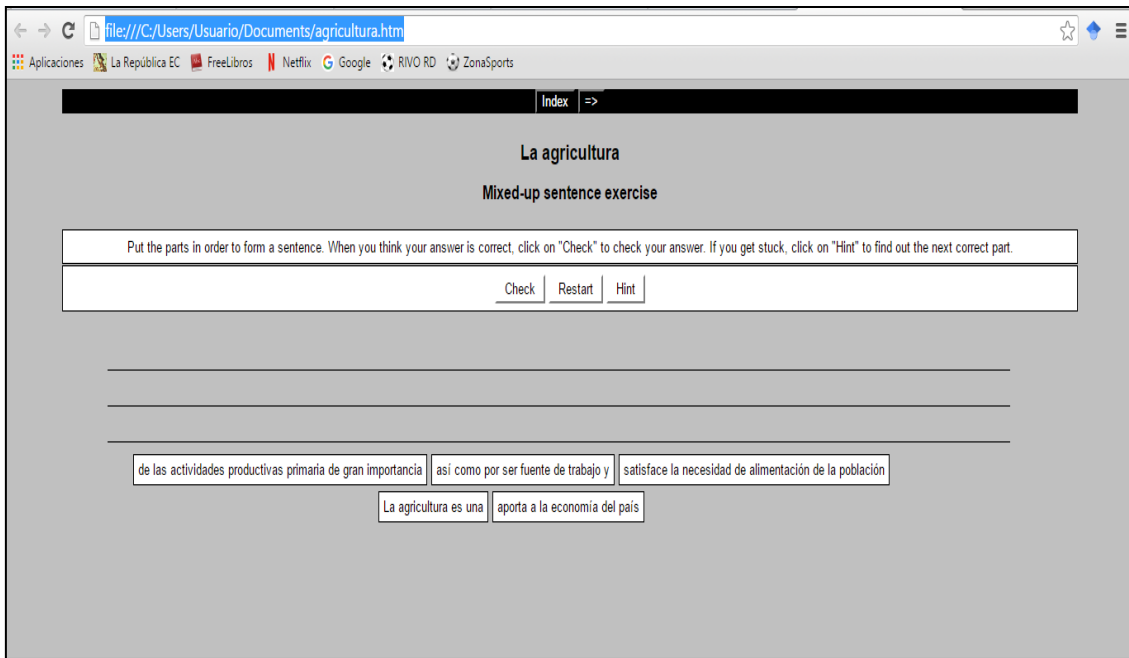 file:///C:/Users/Usuario/Documents/agricultura.htm
Aplicaciones La República EC FreeLibros Netflix Google RIVO RD ZonaSports
Index =>
La agricultura
Mixed-up sentence exercise
Put the parts in order to form a sentence. When you think your answer is correct, click on "Check" to check your answer. If you get stuck, click on "Hint" to find out the next correct part.
Check Restart Hint
de las actividades productivas primaria de gran importancia así como por ser fuente de trabajo y satisface la necesidad de alimentación de la población
La agricultura es una aporta a la economía del país